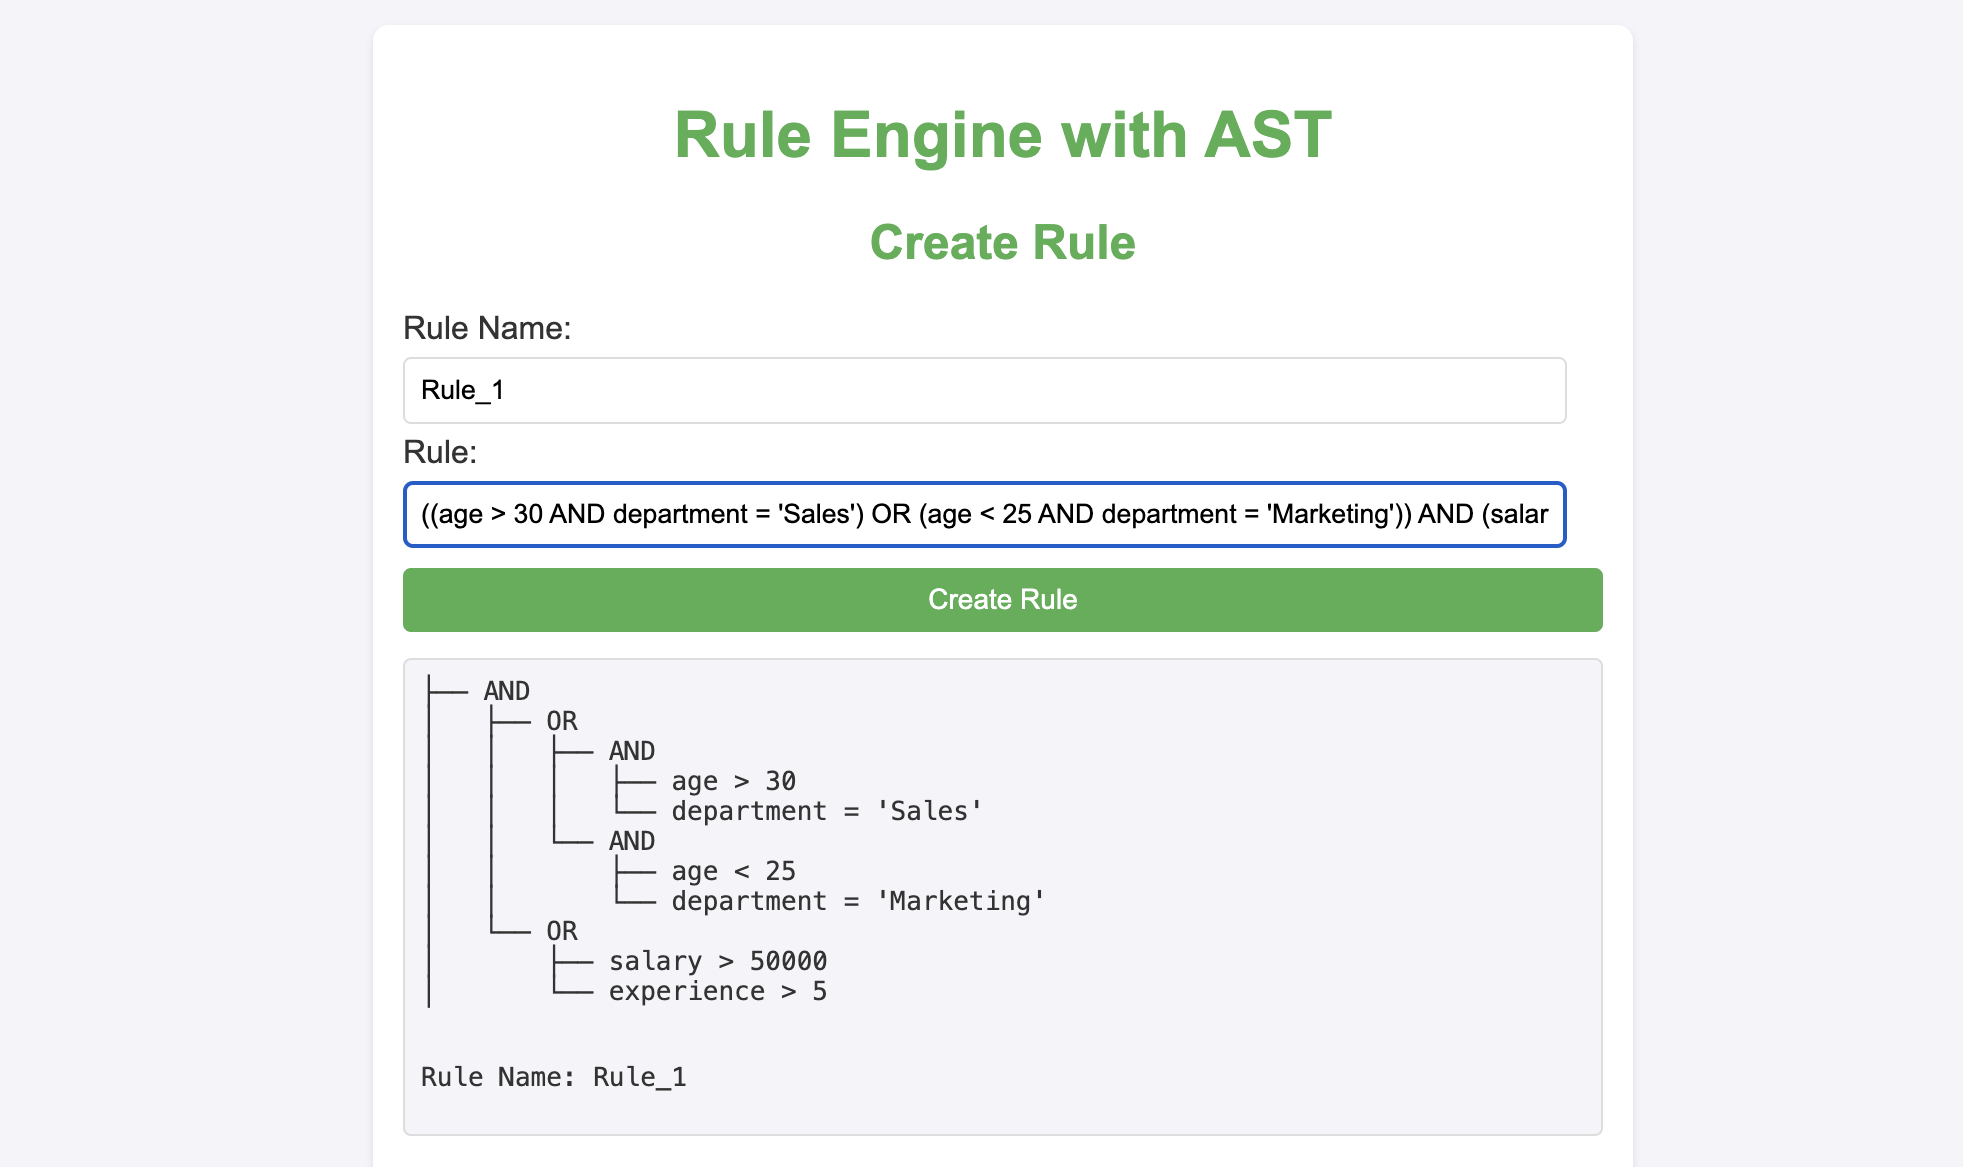 Rule Engine with AST
Create Rule
Rule Name:
Rule_1
Rule:
((age > 30 AND department = 'Sales') OR (age < 25 AND department = 'Marketing')) AND (salar
Create Rule
├── AND
│   ├── OR
│   │   ├── AND
│   │   │   ├── age > 30
│   │   │   └── department = 'Sales'
│   │   └── AND
│   │       ├── age < 25
│   │       └── department = 'Marketing'
│   └── OR
│       ├── salary > 50000
│       └── experience > 5
Rule Name: Rule_1